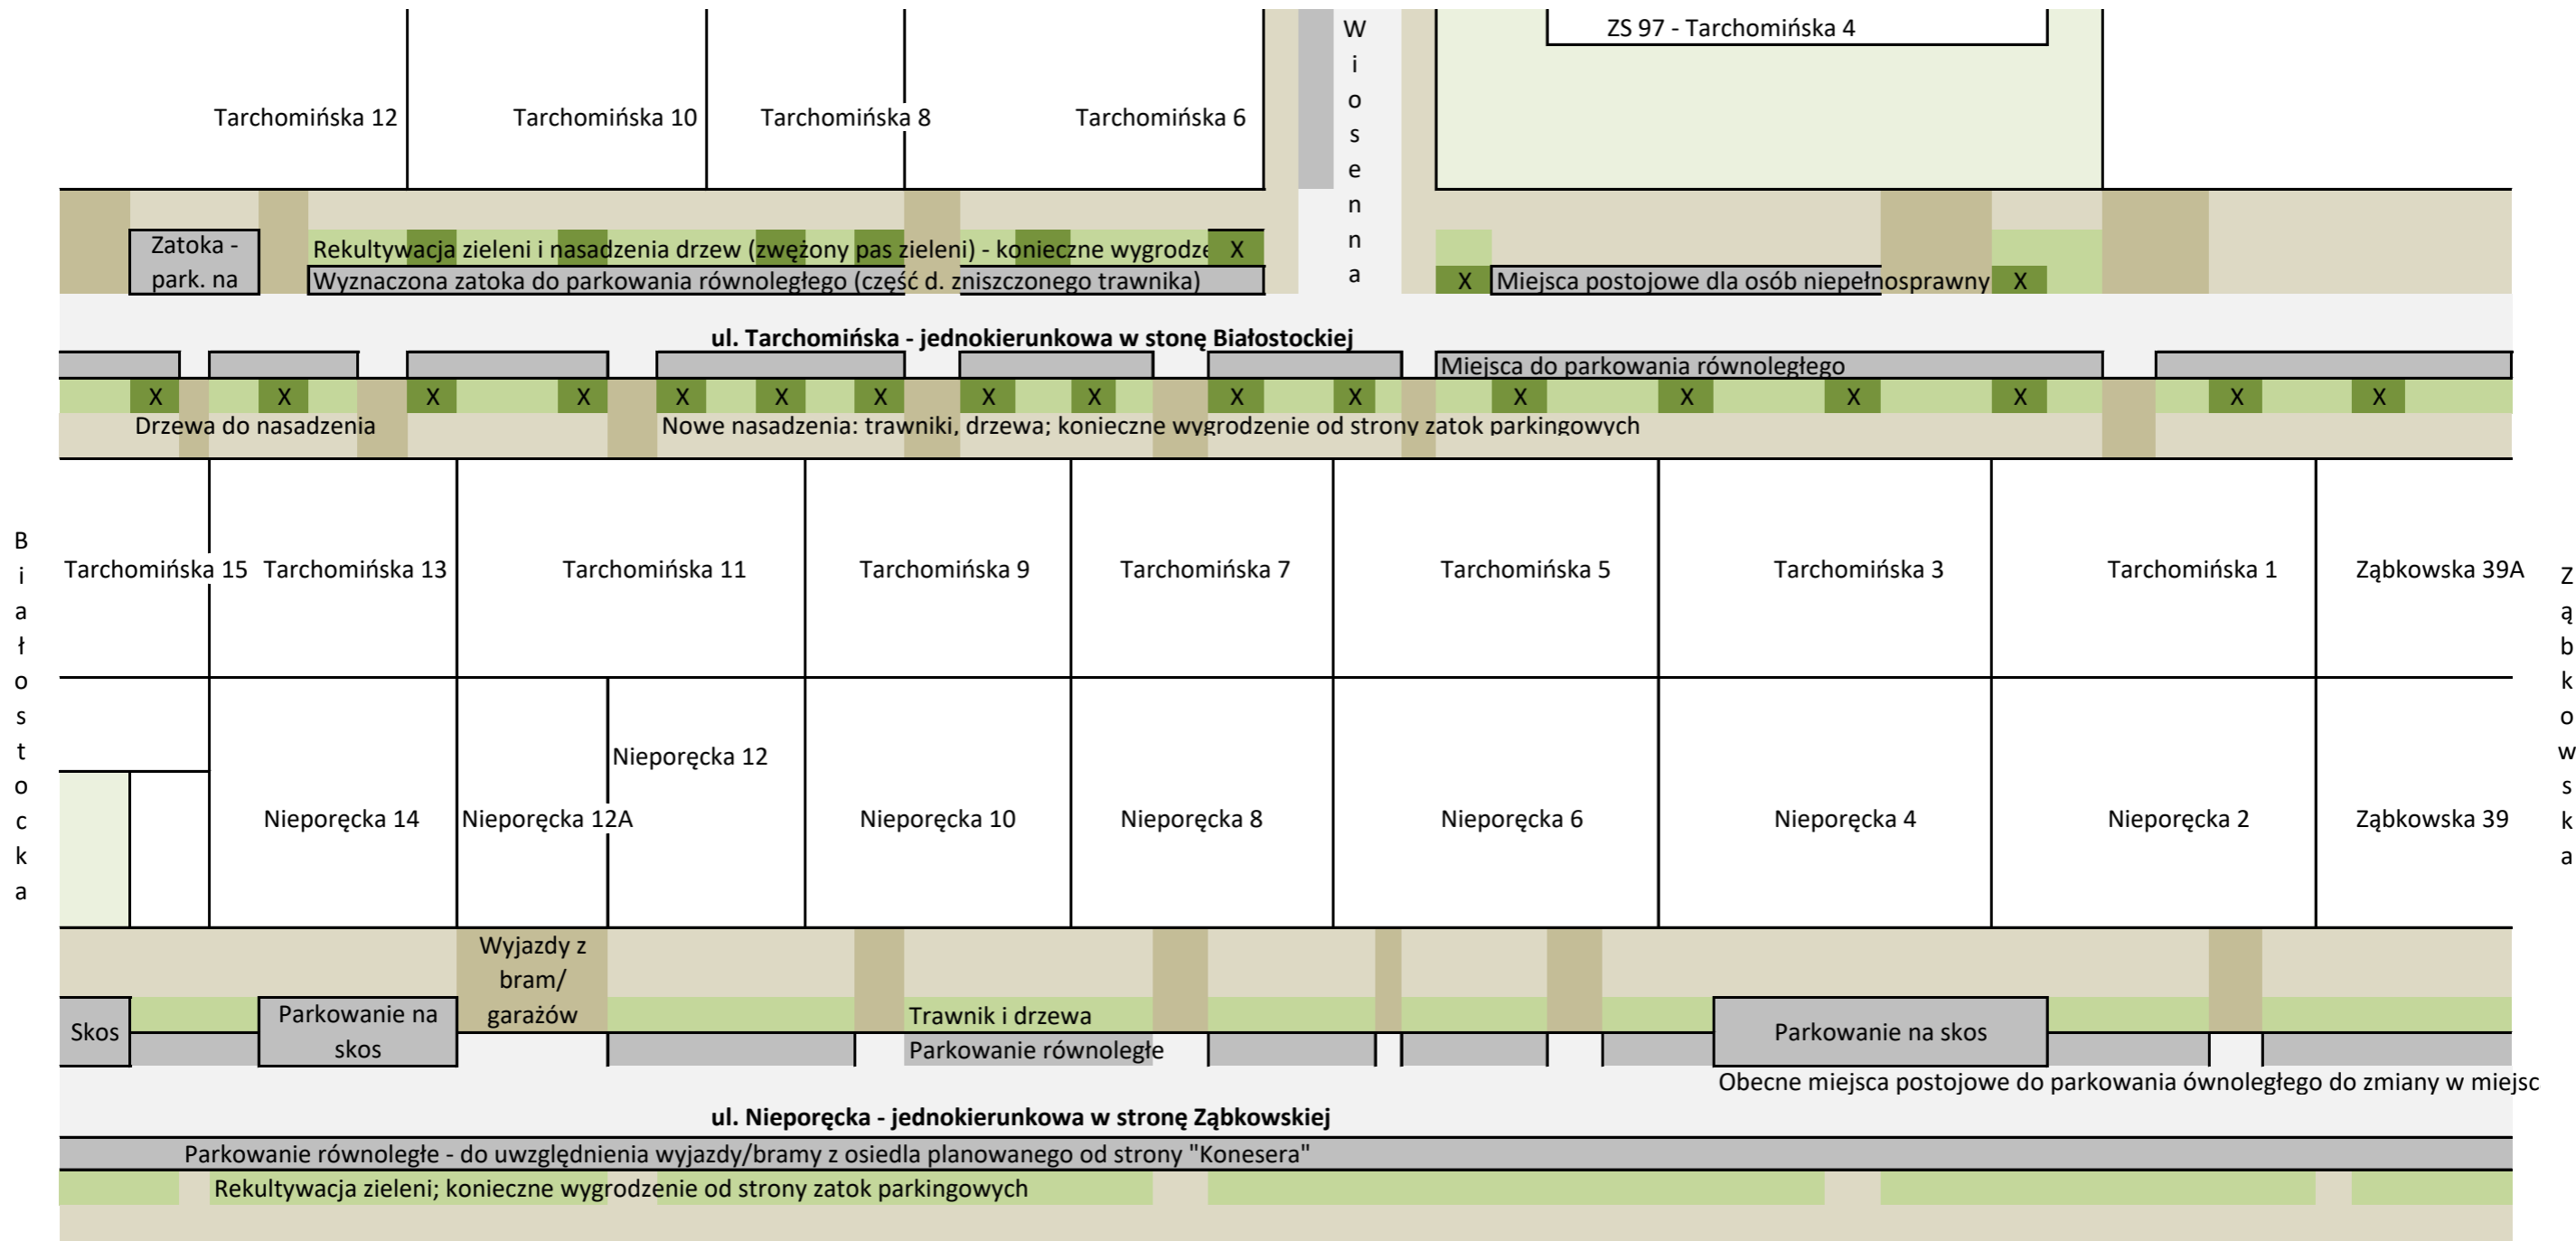 ZS 97 - Tarchomińska 4
Wiosenna
Tarchomińska 12
Tarchomińska 10
Tarchomińska 8
Tarchomińska 6
Zatoka -
park. na
Rekultywacja zieleni i nasadzenia drzew (zwężony pas zieleni) - konieczne wygrodze
X
Wyznaczona zatoka do parkowania równoległego (część d. zniszczonego trawnika)
X
Miejsca postojowe dla osób niepełnosprawny
X
ul. Tarchomińska - jednokierunkowa w stonę Białostockiej
Miejsca do parkowania równoległego
X X X X X X X X X X X X X X X X X
Drzewa do nasadzenia
Nowe nasadzenia: trawniki, drzewa; konieczne wygrodzenie od strony zatok parkingowych
Białostocka
Tarchomińska 15
Tarchomińska 13
Tarchomińska 11
Tarchomińska 9
Tarchomińska 7
Tarchomińska 5
Tarchomińska 3
Tarchomińska 1
Ząbkowska 39A
Ząbkowska
Nieporęcka 12
Nieporęcka 14
Nieporęcka 12A
Nieporęcka 10
Nieporęcka 8
Nieporęcka 6
Nieporęcka 4
Nieporęcka 2
Ząbkowska 39
Wyjazdy z
bram/
garażów
Skos
Parkowanie na
skos
Trawnik i drzewa
Parkowanie równoległe
Parkowanie na skos
Obecne miejsca postojowe do parkowania ównoległego do zmiany w miejsc
ul. Nieporęcka - jednokierunkowa w stronę Ząbkowskiej
Parkowanie równoległe - do uwzględnienia wyjazdy/bramy z osiedla planowanego od strony "Konesera"
Rekultywacja zieleni; konieczne wygrodzenie od strony zatok parkingowych